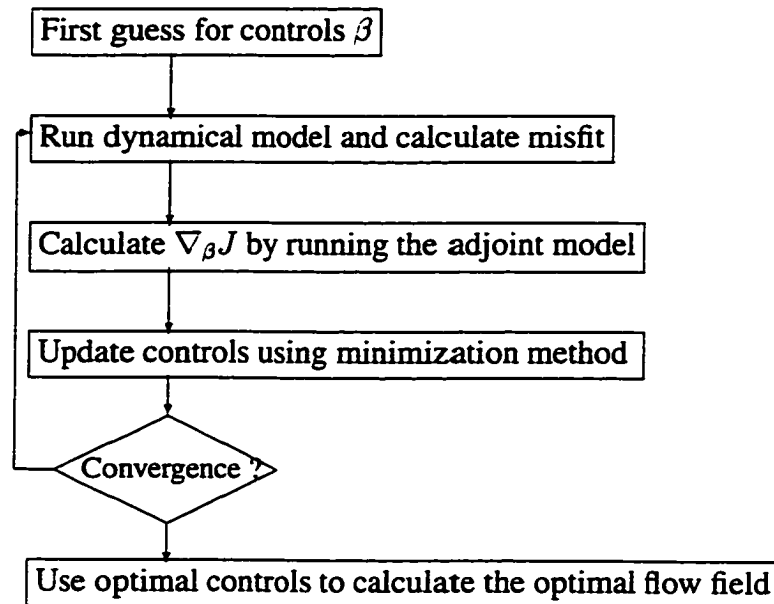 First guess for controls β
Run dynamical model and calculate misfit
Calculate ∇βJ by running the adjoint model
Update controls using minimization method
Convergence ?
Use optimal controls to calculate the optimal flow field